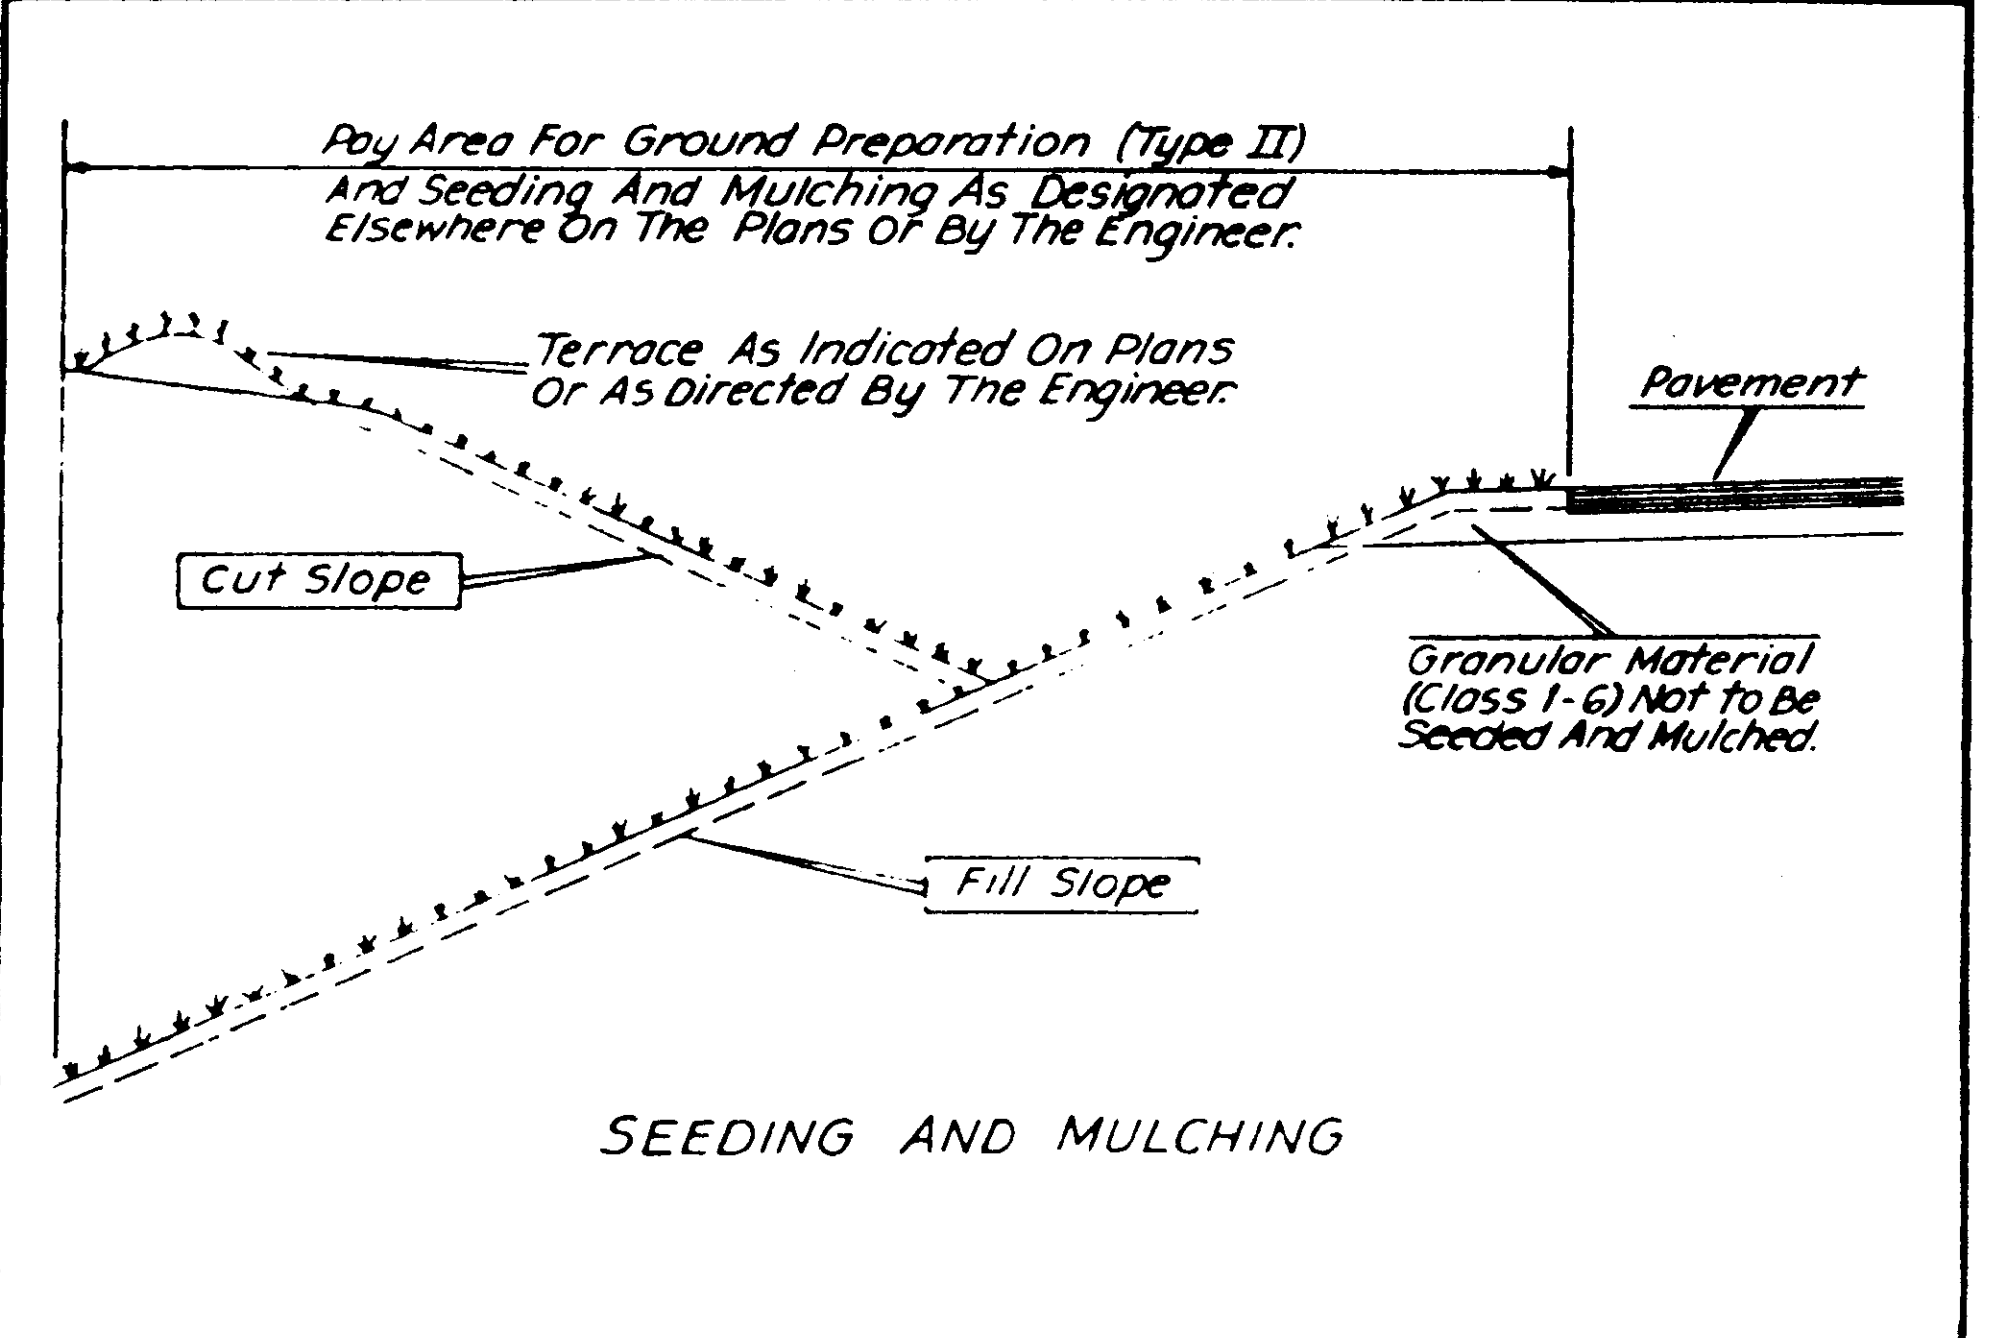 Pay Area For Ground Preparation (Type II)
And Seeding And Mulching As Designated
Elsewhere On The Plans Or By The Engineer.
Terrace As Indicated On Plans
Or As Directed By The Engineer.
Pavement
Cut Slope
Granular Material
(Class 1-6) Not to Be
Seeded And Mulched.
Fill Slope
SEEDING AND MULCHING